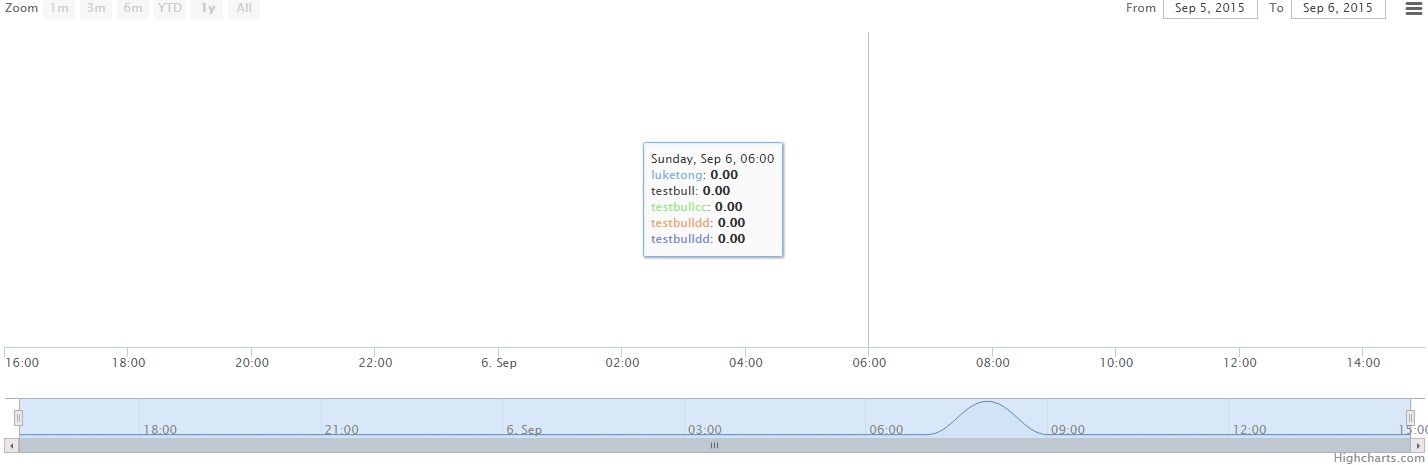 Zoom 1m 3m 6m YTD 1y All From Sep 5, 2015 To Sep 6, 2015
Sunday, Sep 6, 06:00
luketong: 0.00
testbull: 0.00
testbullcc: 0.00
testbulldd: 0.00
testbulldd: 0.00
16:00 18:00 20:00 22:00 6. Sep 02:00 04:00 06:00 08:00 10:00 12:00 14:00
18:00 21:00 6. Sep 03:00 06:00 09:00 12:00 15:00
Highcharts.com